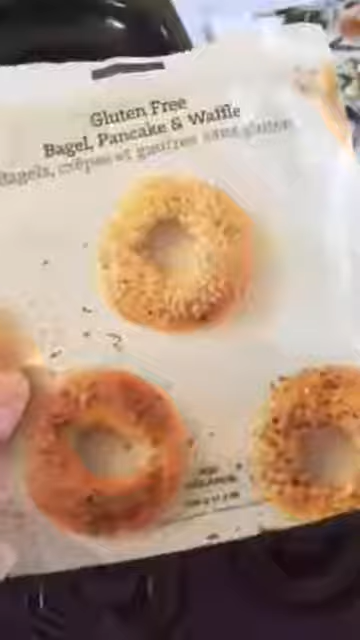 Gluten Free
Bagel, Pancake & Waffle
Bagels, crêpes et gaufres sans gluten